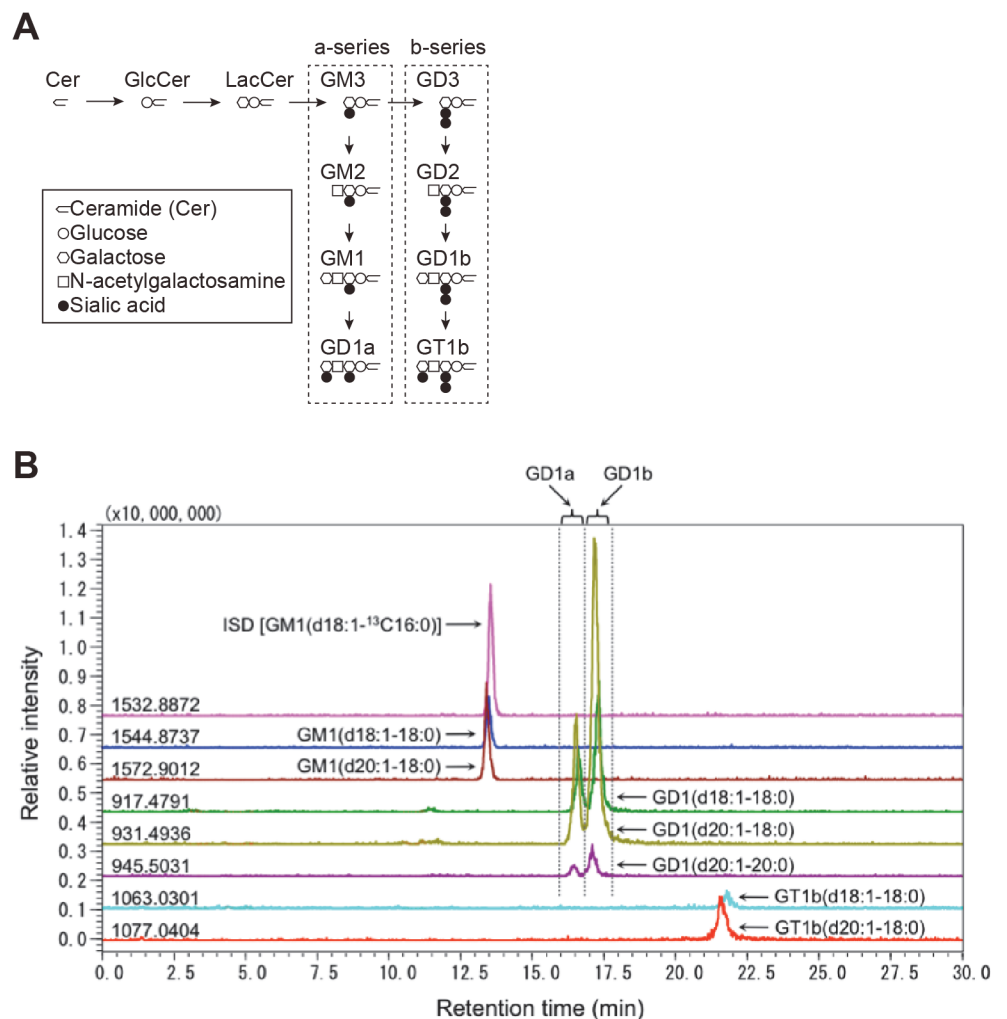 A
a-series b-series
Cer GlcCer LacCer GM3 GD3
GM2 GD2
Ceramide (Cer)
Glucose
Galactose
N-acetylgalactosamine
Sialic acid
GM1 GD1b
GD1a GT1b
B
GD1a GD1b
(x10,000,000)
1.4
1.3
1.2
1.1
1.0
0.9
0.8
0.7
0.6
0.5
0.4
0.3
0.2
0.1
0.0
Relative intensity
ISD [GM1(d18:1-¹³C16:0)]
1532.8872
1544.8737 GM1(d18:1-18:0)
1572.9012 GM1(d20:1-18:0)
917.4791 GD1(d18:1-18:0)
931.4936 GD1(d20:1-18:0)
945.5031 GD1(d20:1-20:0)
1063.0301 GT1b(d18:1-18:0)
1077.0404 GT1b(d20:1-18:0)
0.0 2.5 5.0 7.5 10.0 12.5 15.0 17.5 20.0 22.5 25.0 27.5 30.0
Retention time (min)